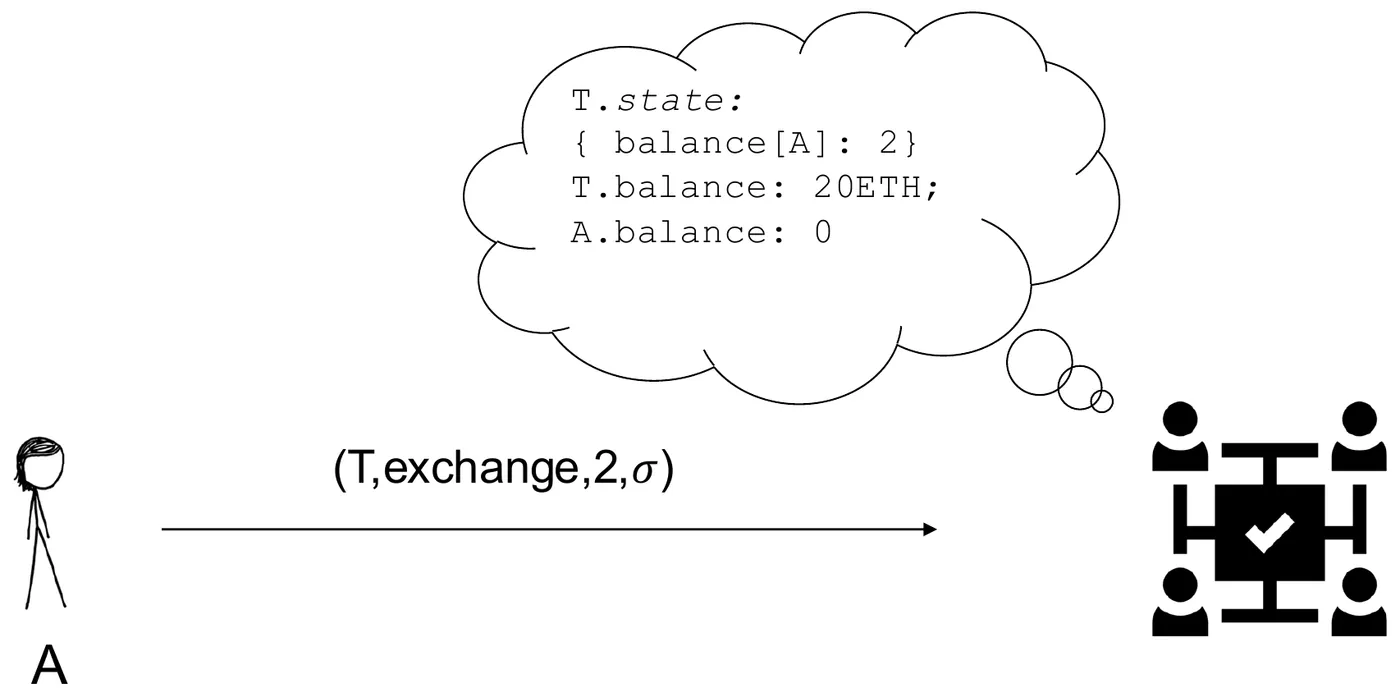 T.state:
{ balance[A]: 2}
T.balance: 20ETH;
A.balance: 0
(T,exchange,2,𝜎)
A